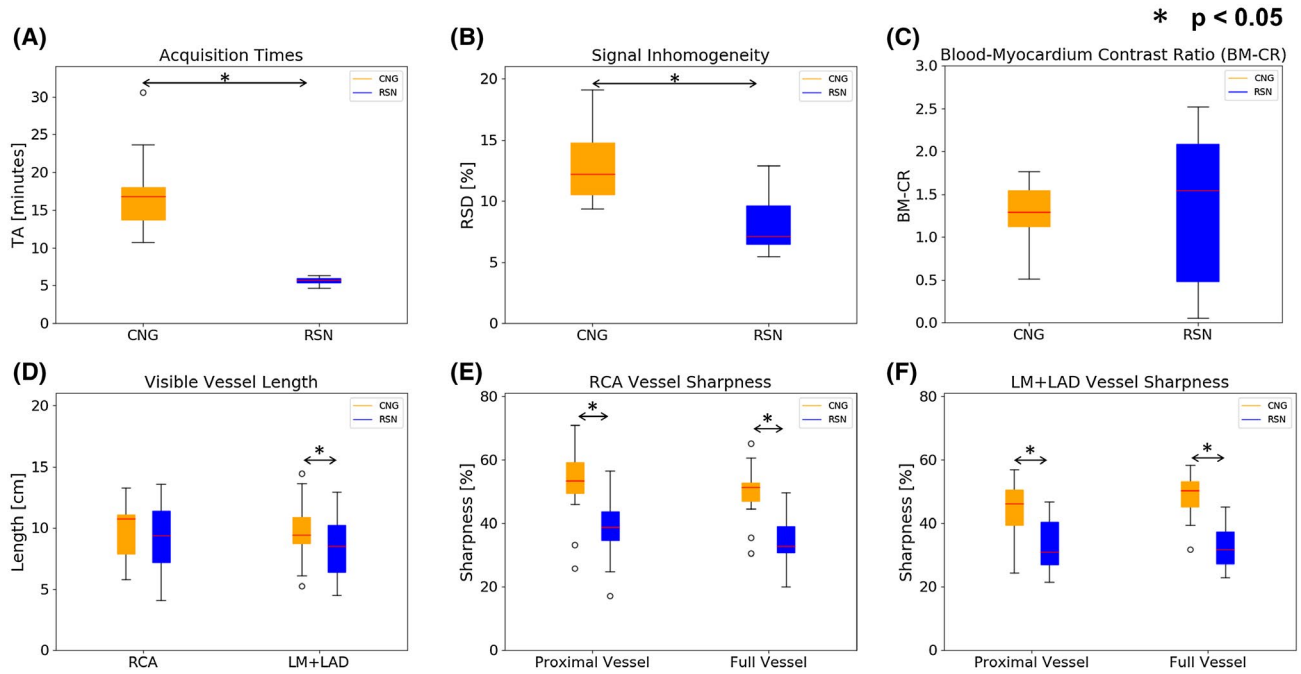 * p < 0.05
(A)
Acquisition Times
*
CNG
RSN
TA [minutes]
30
25
20
15
10
5
0
CNG RSN
(B)
Signal Inhomogeneity
*
CNG
RSN
RSD [%]
20
15
10
5
0
CNG RSN
(C)
Blood-Myocardium Contrast Ratio (BM-CR)
CNG
RSN
BM-CR
3.0
2.5
2.0
1.5
1.0
0.5
0.0
CNG RSN
(D)
Visible Vessel Length
CNG
RSN
*
Length [cm]
20
15
10
5
0
RCA LM+LAD
(E)
RCA Vessel Sharpness
CNG
RSN
* *
Sharpness [%]
80
60
40
20
0
Proximal Vessel Full Vessel
(F)
LM+LAD Vessel Sharpness
CNG
RSN
* *
Sharpness [%]
80
60
40
20
0
Proximal Vessel Full Vessel